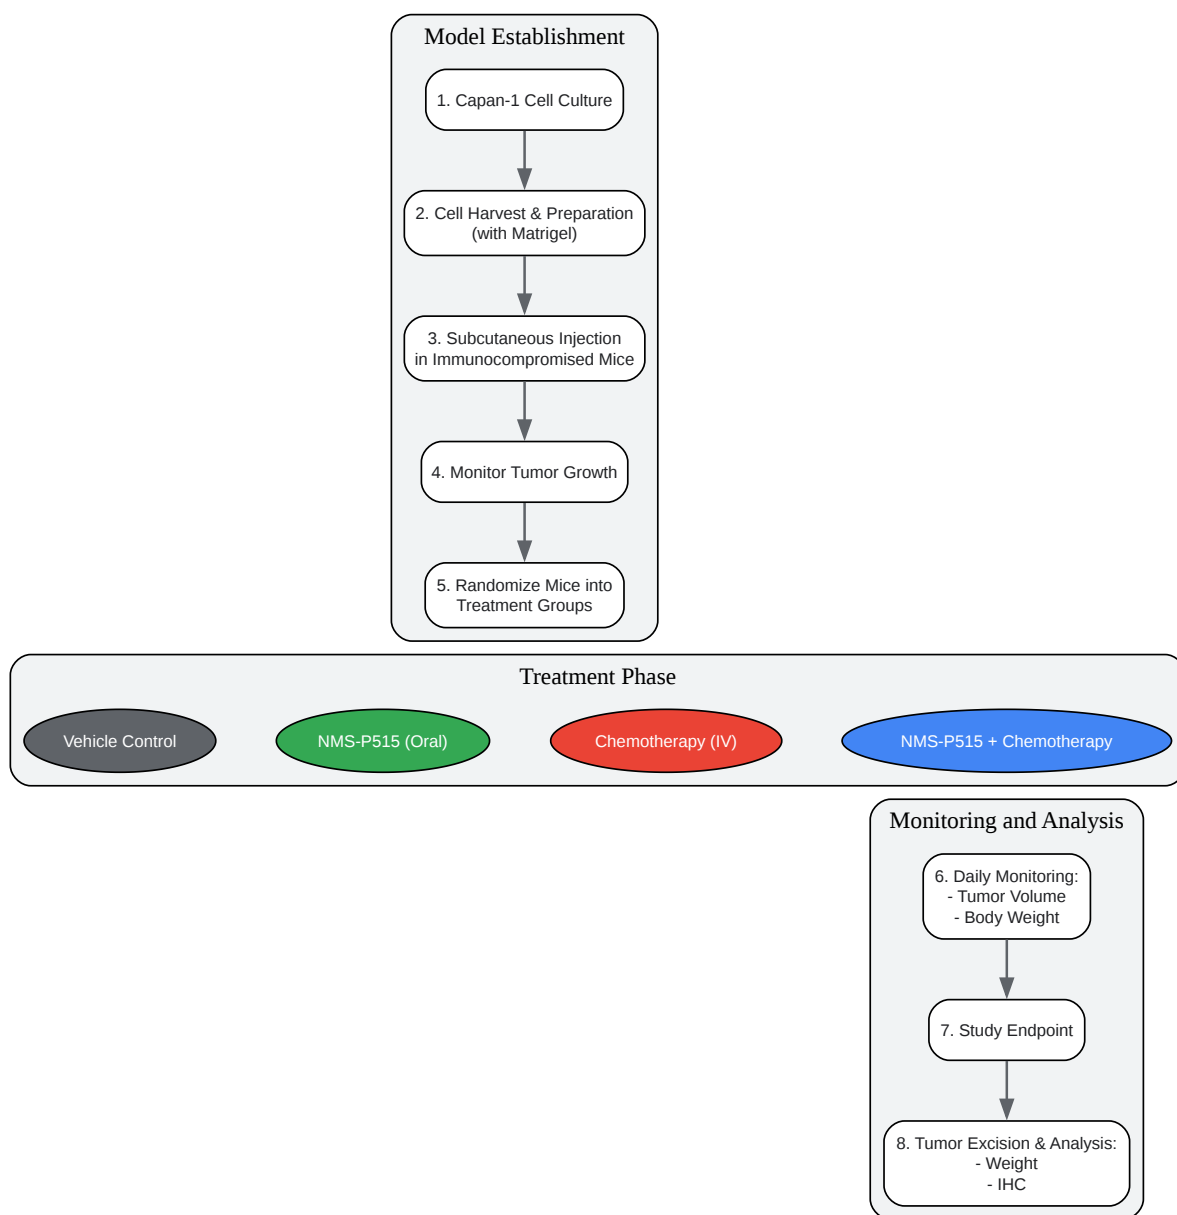 Model Establishment
1. Capan-1 Cell Culture
2. Cell Harvest & Preparation
(with Matrigel)
3. Subcutaneous Injection
in Immunocompromised Mice
4. Monitor Tumor Growth
5. Randomize Mice into
Treatment Groups
Treatment Phase
Vehicle Control
NMS-P515 (Oral)
Chemotherapy (IV)
NMS-P515 + Chemotherapy
Monitoring and Analysis
6. Daily Monitoring:
- Tumor Volume
- Body Weight
7. Study Endpoint
8. Tumor Excision & Analysis:
- Weight
- IHC